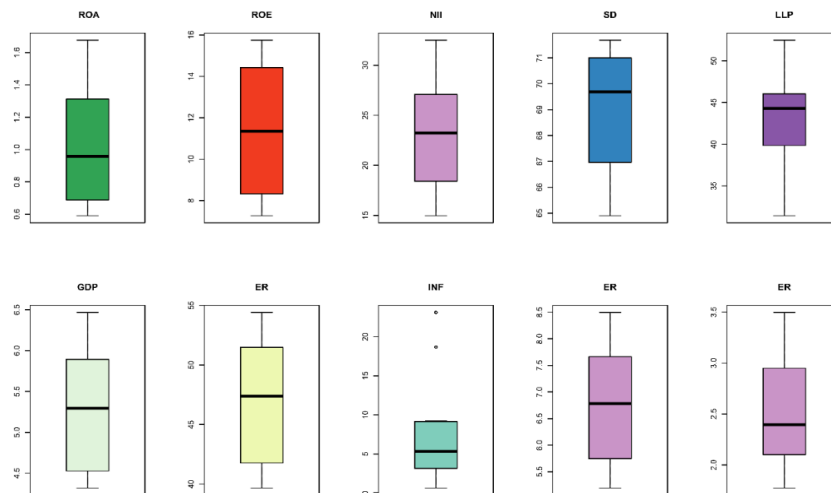 ROA ROE NII SD LLP
0.6 0.8 1.0 1.2 1.4 1.6
8 10 12 14 16
15 20 25 30
65 66 67 68 69 70 71
35 40 45 50
GDP ER INF ER ER
4.5 5.0 5.5 6.0 6.5
40 45 50 55
0 5 10 15 20
5.5 6.0 6.5 7.0 7.5 8.0 8.5
2.0 2.5 3.0 3.5